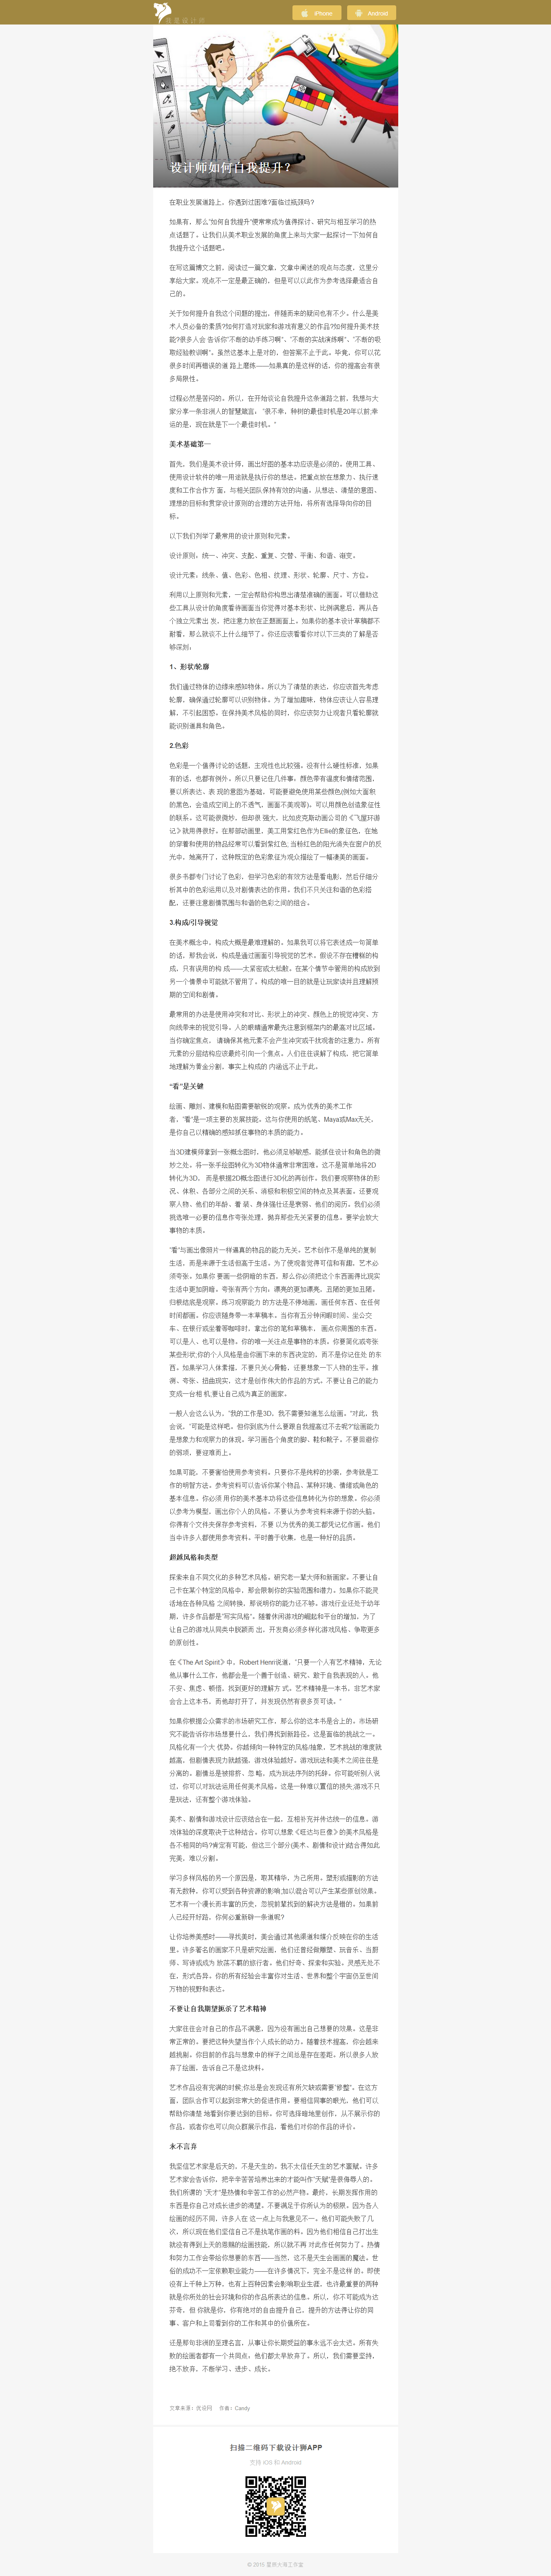 我是设计师
iPhone
Android
设计师如何自我提升?
在职业发展道路上，你遇到过困难?面临过瓶颈吗?
如果有，那么"如何自我提升"便常常成为值得探讨、研究与相互学习的热
点话题了。让我们从美术职业发展的角度上来与大家一起探讨一下如何自
我提升这个话题吧。
在写这篇博文之前，阅读过一篇文章，文章中阐述的观点与态度，这里分
享给大家。观点不一定是最正确的，但是可以以此作为参考选择最适合自
己的。
关于如何提升自我这个问题的提出，伴随而来的疑问也有不少。什么是美
术人员必备的素质?如何打造对玩家和游戏有意义的作品?如何提升美术技
能?很多人会 告诉你"不断的动手练习啊"、"不断的实战演练啊"、"不断的吸
取经验教训啊"。虽然这基本上是对的，但答案不止于此。毕竟，你可以花
很多时间再错误的道 路上磨练——如果真的是这样的话，你的提高会有很
多局限性。
过程必然是苦闷的。所以，在开始谈论自我提升这条道路之前，我想与大
家分享一条非洲人的智慧箴言， "很不幸，种树的最佳时机是20年以前;幸
运的是，现在就是下一个最佳时机。"
美术基础第一
首先，我们是美术设计师，画出好图的基本功应该是必须的。使用工具。
使用设计软件的唯一用途就是执行你的想法。把重点放在想象力、执行速
度和工作合作方 面，与相关团队保持有效的沟通。从想法、清楚的意图、
理想的目标和贯穿设计原则的合理的方法开始，将所有选择导向你的目
标。
以下我们列举了最常用的设计原则和元素。
设计原则：统一、冲突、支配、重复、交替、平衡、和谐、渐变。
设计元素：线条、值、色彩、色相、纹理、形状、轮廓、尺寸、方位。
利用以上原则和元素，一定会帮助你构思出清楚准确的画面。可以借助这
些工具从设计的角度看待画面当你觉得对基本形状、比例满意后，再从各
个独立元素出 发，把注意力放在正题画面上。如果你的基本设计草稿都不
耐看，那么就谈不上什么细节了。你还应该看看你对以下三类的了解是否
够深刻：
1、形状/轮廓
我们通过物体的边缘来感知物体。所以为了清楚的表达，你应该首先考虑
轮廓，确保通过轮廓可以识别物体。为了增加趣味，物体应该让人容易理
解、不引起困惑。在保持美术风格的同时，你应该努力让观者只看轮廓就
能识别道具和角色。
2.色彩
色彩是一个值得讨论的话题，主观性也比较强。没有什么硬性标准，如果
有的话，也都有例外。所以只要记住几件事。颜色带有温度和情绪范围，
要以所表达、表 现的意图为基础，可能要避免使用某些颜色(例如大面积
的黑色，会造成空间上的不透气，画面不美观等)，可以用颜色创造象征性
的联系。这可能很微妙、但却很 强大，比如皮克斯动画公司的《飞屋环游
记》就用得很好。在那部动画里，美工用紫红色作为Ellie的象征色，在她
的穿着和使用的物品经常可以看到紫红色; 当粉红色的阳光消失在窗户的反
光中，她离开了，这种既定的色彩象征为观众描绘了一幅凄美的画面。
很多书都专门讨论了色彩，但学习色彩的有效方法是看电影，然后仔细分
析其中的色彩运用以及对剧情表达的作用。我们不只关注和谐的色彩搭
配，还要注意剧情氛围与和谐的色彩之间的组合。
3.构成/引导视觉
在美术概念中，构成大概是最难理解的。如果我可以将它表述成一句简单
的话，那我会说，构成是通过画面引导视觉的艺术。假设不存在糟糕的构
成，只有误用的构 成——太紧密或太松散。在某个情节中管用的构成放到
另一个情景中可能就不管用了。构成的唯一目的就是让玩家读并且理解预
期的空间和剧情。
最常用的办法是使用冲突和对比。形状上的冲突、颜色上的视觉冲突、方
向线带来的视觉引导。人的眼睛通常最先注意到框架内的最高对比区域。
当你确定焦点， 请确保其他元素不会产生冲突或干扰观者的注意力。所有
元素的分层结构应该最终引向一个焦点。人们在往误解了构成，把它简单
地理解为黄金分割，事实上构成的 内涵远不止于此。
"看"是关键
绘画、雕刻、建模和贴图需要敏锐的观察。成为优秀的美术工作
者，"看"是一项主要的发展技能。这与你使用的纸笔、Maya或Max无关，
是你自己以精确的感知抓住事物的本质的能力。
当3D建模师拿到一张概念图时，他必须足够敏感，能抓住设计和角色的微
妙之处。将一张手绘图转化为3D物体通常非常困难。这不是简单地将2D
转化为3D， 而是根据2D概念图进行3D化的再创作。我们要观察物体的形
况、体积，各部分之间的关系、消极和积极空间的特点及其表面。还要观
察人物、他们的年龄、着 装、身体强壮还是衰弱、他们的阅历。我们必须
挑选唯一必要的信息作夸张处理，抛弃那些无关紧要的信息。要学会放大
事物的本质。
"看"与画出像照片一样逼真的物品的能力无关。艺术创作不是单纯的复制
生活，而是来源于生活但高于生活。为了使观者觉得可信和有趣，艺术必
须夸张。如果你 要画一些阴暗的东西，那么你必须把这个东西画得比现实
生活中更加阴暗。夸张有两个方向：漂亮的更加漂亮，丑陋的更加丑陋。
归根结底是观察。练习观察能力 的方法是不停地画。画任何东西。在任何
时间都画。你应该随身带一本草稿本，当你有五分钟闲暇时间、坐公交
车、在银行或坐着等咖啡时，拿出你的笔和草稿本， 画点你周围的东西。
可以是人，也可以是物。你的唯一关注点是事物的本质。你要简化或夸张
某些形状;你的个人风格是由你画下来的东西决定的，而不是你记住处 的东
西。如果学习人体素描，不要只关心骨骼，还要想象一下人物的生平。推
测、夸张、扭曲现实，这才是创作伟大的作品的方式。不要让自己的能力
变成一台相 机;要让自己成为真正的画家。
一般人会这么认为，"我的工作是3D，我不需要知道怎么绘画。"对此，我
会说，"可能是这样吧。但你到底为什么要跟自我提高过不去呢?"绘画能力
是想象力和观察力的体现。学习画各个角度的脚、鞋和靴子。不要回避你
的弱项，要迎难而上。
如果可能，不要害怕使用参考资料。只要你不是纯粹的抄袭，参考就是工
作的明智方法。参考资料可以告诉你某个物品、某种环境、情绪或角色的
基本信息。你必须 用你的美术基本功将这些信息转化为你的想象，你必须
以参考为模型，画出你个人的风格。不要认为参考资料来源于你的头脑。
你得有个文件夹保存参考资料，不要 以为优秀的美工都凭记忆作画。他们
当中许多人都使用参考资料。平时善于收集，也是一种好的品质。
超越风格和类型
探索来自不同文化的多种艺术风格。研究老一辈大师和新画家。不要让自
己卡在某个特定的风格中，那会限制你的实验范围和潜力。如果你不能灵
活地在各种风格 之间转换，那说明你的能力还不够。游戏行业还处于幼年
期，许多作品都是"写实风格"。随着休闲游戏的崛起和平台的增加，为了
让自己的游戏从同类中脱颖而 出，开发商必须多样化游戏风格、争取更多
的原创性。
在《The Art Spirit》中，Robert Henri说道，"只要一个人有艺术精神，无论
他从事什么工作，他都会是一个善于创造、研究、敢于自我表现的人。他
不安、焦虑、顿悟，找到更好的理解方 式。艺术精神是一本书，非艺术家
会合上这本书，而他却打开了，并发现仍然有很多页可读。"
如果你根据公众需求的市场研究工作，那么你的这本书是合上的。市场研
究不能告诉你市场想要什么。我们得找到新路径。这是面临的挑战之一。
风格化有一个大 优势。你越倾向一种特定的风格/抽象，艺术挑战的难度就
越高，但剧情表现力就越强，游戏体验越好。游戏玩法和美术之间往往是
分离的。剧情总是被排挤、忽 略，成为玩法序列的托辞。你可能听别人说
过，你可以对玩法运用任何美术风格。这是一种难以置信的损失;游戏不只
是玩法，还有整个游戏体验。
美术、剧情和游戏设计应该结合在一起，互相补充并传达统一的信息。游
戏体验的深度取决于这种结合。你可以想象《旺达与巨像》的美术风格是
各不相同的吗?肯定有可能，但这三个部分(美术、剧情和设计)结合得如此
完美，难以分割。
学习多样风格的另一个原因是，取其精华，为己所用。塑形或描影的方法
有无数种。你可以受到各种资源的影响;加以混合可以产生某些原创效果。
艺术有一个漫长而丰富的历史，忽视前辈找到的解决方法是错的。如果前
人已经开好路，你何必重新辟一条道呢?
让你培养美感时——寻找美时，美会通过其他渠道和媒介反映在你的生活
里。许多著名的画家不只是研究绘画，他们还曾经做雕塑、玩音乐、当厨
师、写诗或成为 放荡不羁的旅行者。他们好奇、探索和实验。灵感无处不
在，形式各异。你的所有经验会丰富你对生活、世界和整个宇宙仍至世间
万物的视野和表达。
不要让自我期望扼杀了艺术精神
大家往往会对自己的作品不满意，因为没有画出自己想要的效果。这是非
常正常的。要把这种失望当作个人成长的动力。随着技术提高，你会越来
越挑剔。你目前的作品与想象中的样子之间总是存在差距。所以很多人放
弃了绘画，告诉自己不是这块料。
艺术作品没有完满的时候;你总是会发现还有所欠缺或需要"修整"。在这方
面，团队合作可以起到非常大的促进作用。要相信同事的眼光，他们可以
帮助你清楚 地看到你要达到的目标。你可选择暗地里创作，从不展示你的
作品，或者你也可以向众群展示作品，看他们对你的作品的评价。
永不言弃
我坚信艺术家是后天的，不是天生的。我不太信任天生的艺术禀赋。许多
艺术家会告诉你，把辛辛苦苦培养出来的才能叫作"天赋"是很侮辱人的。
我们所谓的 "天才"是热情和辛苦工作的必然产物。最终，长期发挥作用的
东西是你自己对成长进步的渴望。不要满足于你所认为的极限。因为各人
绘画的经历不同，许多人在 这一点上与我意见不一。他们可能失败了几
次，所以现在他们坚信自己不是执笔作画的料。因为他们相信自己打出生
就没有得到上天的恩赐的绘画技能，所以就不再 对此作任何努力了。热情
和努力工作会带给你想要的东西——当然，这不是天生会画画的魔法。世
俗的成功不一定依赖职业能力——在许多情况下，完全不是这样 的。即使
没有上千种上万种，也有上百种因素会影响职业生涯。也许最重要的两种
就是你所处的社会环境和你的作品所表达的信息。所以，你不可能成为达
芬奇，但 你就是你。你有绝对的自由提升自己。提升的方法得让你的同
事、客户和上司看到你的工作和其中的价值所在。
还是那句非洲的至理名言，从事让你长期受益的事永远不会太迟。所有失
败的绘画者都有一个共同点：他们都太早放弃了。所以，我们需要坚持，
绝不放弃，不断学习、进步、成长。
文章来源：优设网 作者：Candy
扫描二维码下载设计狮APP
支持 iOS 和 Android